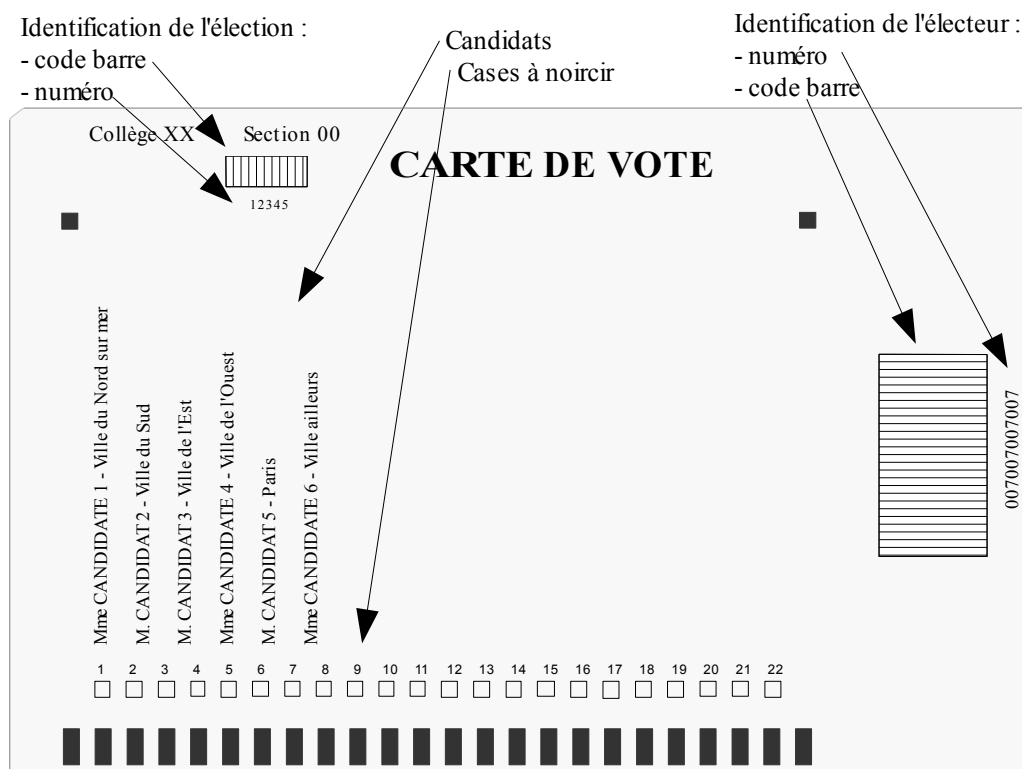 Identification de l'élection :
- code barre
- numéro
Candidats
Cases à noircir
Identification de l'électeur :
- numéro
- code barre
Collège XX Section 00
12345
CARTE DE VOTE
Mme CANDIDATE 1 - Ville du Nord sur mer
M. CANDIDAT 2 - Ville du Sud
M. CANDIDAT 3 - Ville de l'Est
Mme CANDIDATE 4 - Ville de l'Ouest
M. CANDIDAT 5 - Paris
Mme CANDIDATE 6 - Ville ailleurs
007007007007
1 2 3 4 5 6 7 8 9 10 11 12 13 14 15 16 17 18 19 20 21 22